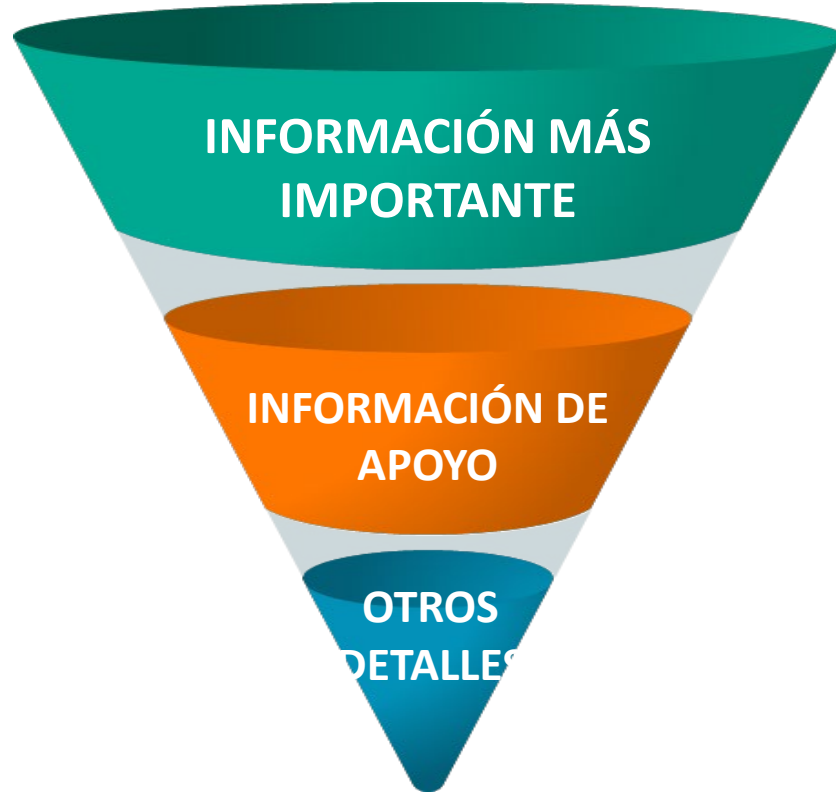 INFORMACIÓN MÁS
IMPORTANTE
INFORMACIÓN DE
APOYO
OTROS
DETALLES